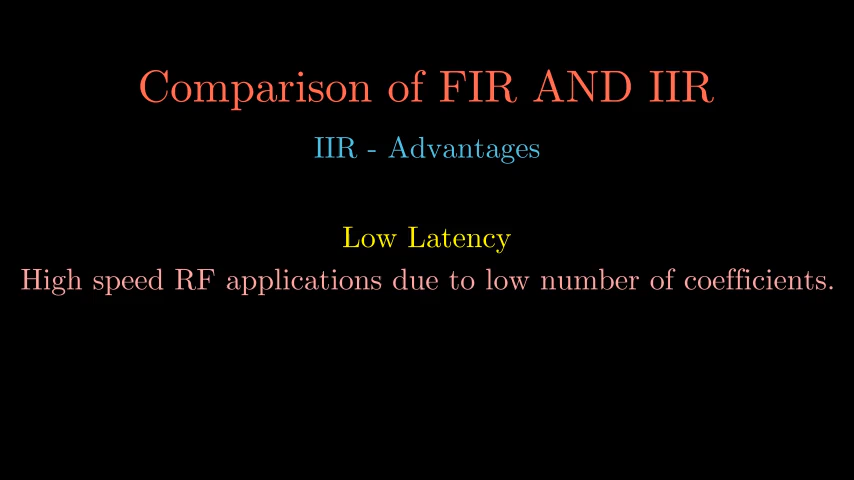 Comparison of FIR AND IIR
IIR - Advantages
Low Latency
High speed RF applications due to low number of coefficients.